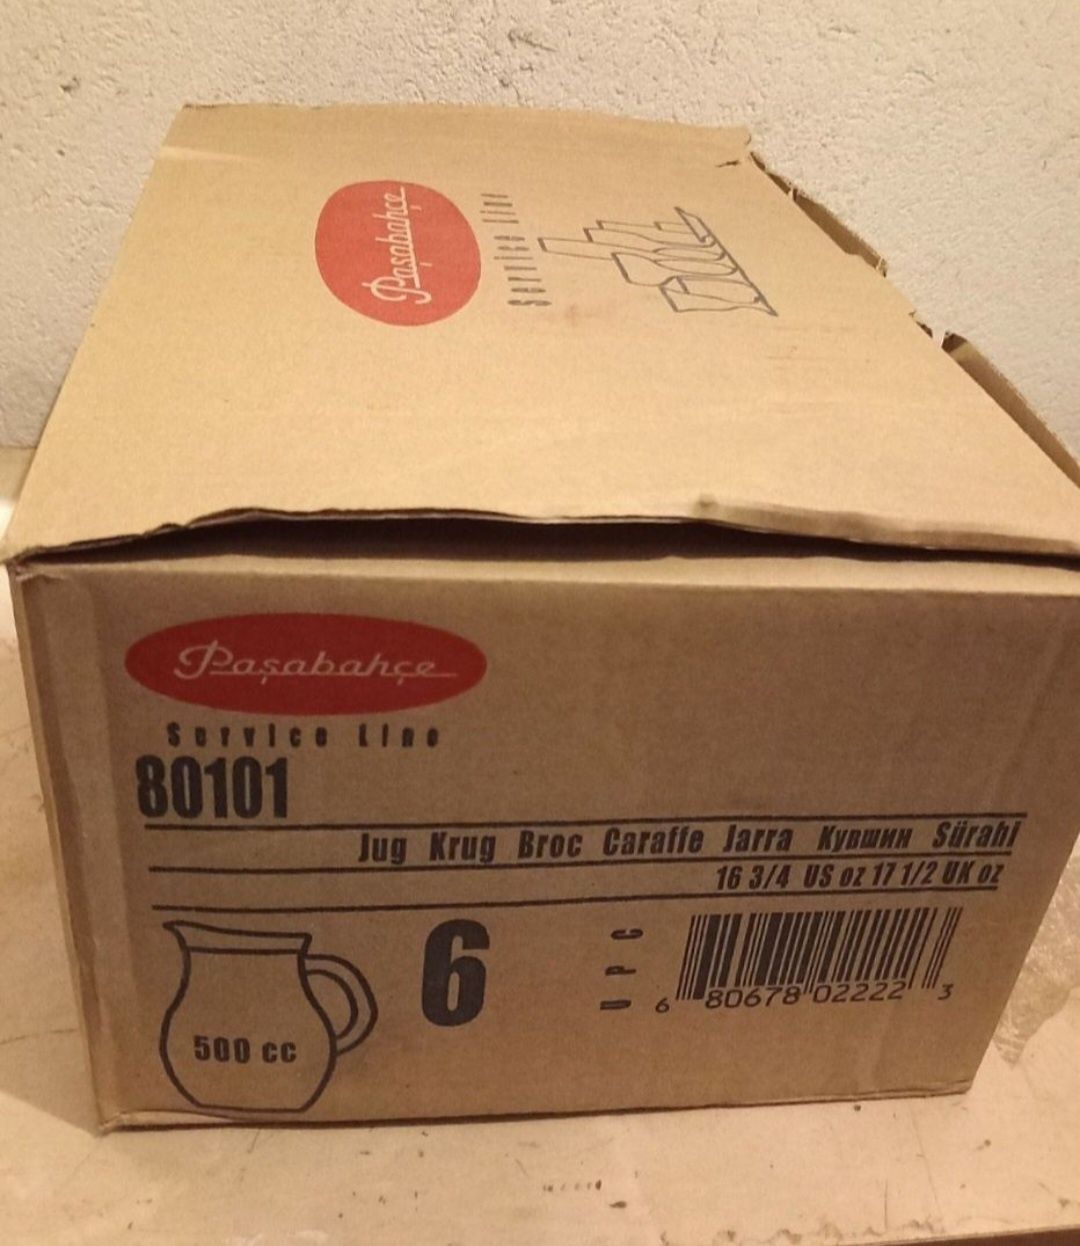 Paşabahçe
Service Line
Paşabahçe
Service Line
80101
Jug Krug Broc Caraffe Jarra Кувшин Sürahi
16 3/4 US oz 17 1/2 UK oz
6
500 cc
UPC
6 80678 02222 3